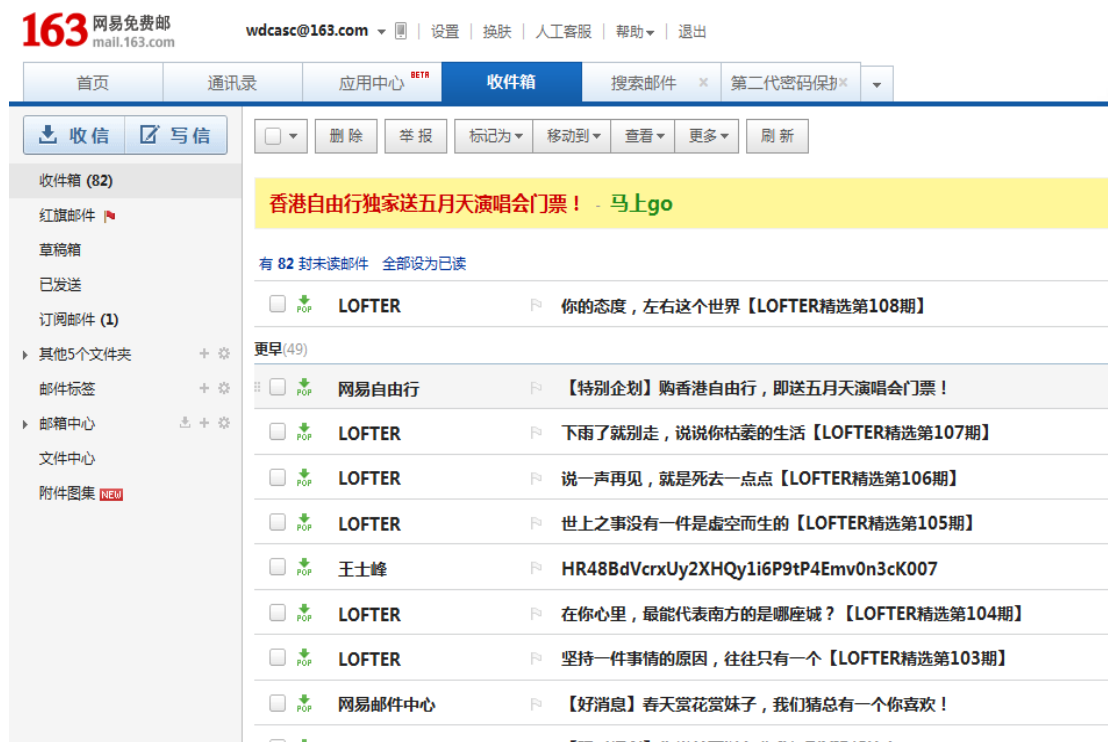 163 网易免费邮
mail.163.com
wdcasc@163.com 设置 换肤 人工客服 帮助 退出
首页 通讯录 应用中心 BETA 收件箱 搜索邮件 × 第二代密码保 ×
收信 写信 删 除 举 报 标记为 移动到 查看 更多 刷 新
收件箱 (82)
红旗邮件
草稿箱
已发送
订阅邮件 (1)
其他5个文件夹
邮件标签
邮箱中心
文件中心
附件图集 NEW
香港自由行独家送五月天演唱会门票！ - 马上go
有 82 封未读邮件 全部设为已读
POP LOFTER 你的态度，左右这个世界【LOFTER精选第108期】
更早(49)
POP 网易自由行 【特别企划】购香港自由行，即送五月天演唱会门票！
POP LOFTER 下雨了就别走，说说你枯萎的生活【LOFTER精选第107期】
POP LOFTER 说一声再见，就是死去一点点【LOFTER精选第106期】
POP LOFTER 世上之事没有一件是虚空而生的【LOFTER精选第105期】
POP 王士峰 HR48BdVcrxUy2XHQy1i6P9tP4Emv0n3cK007
POP LOFTER 在你心里，最能代表南方的是哪座城？【LOFTER精选第104期】
POP LOFTER 坚持一件事情的原因，往往只有一个【LOFTER精选第103期】
POP 网易邮件中心 【好消息】春天赏花赏妹子，我们猜总有一个你喜欢！